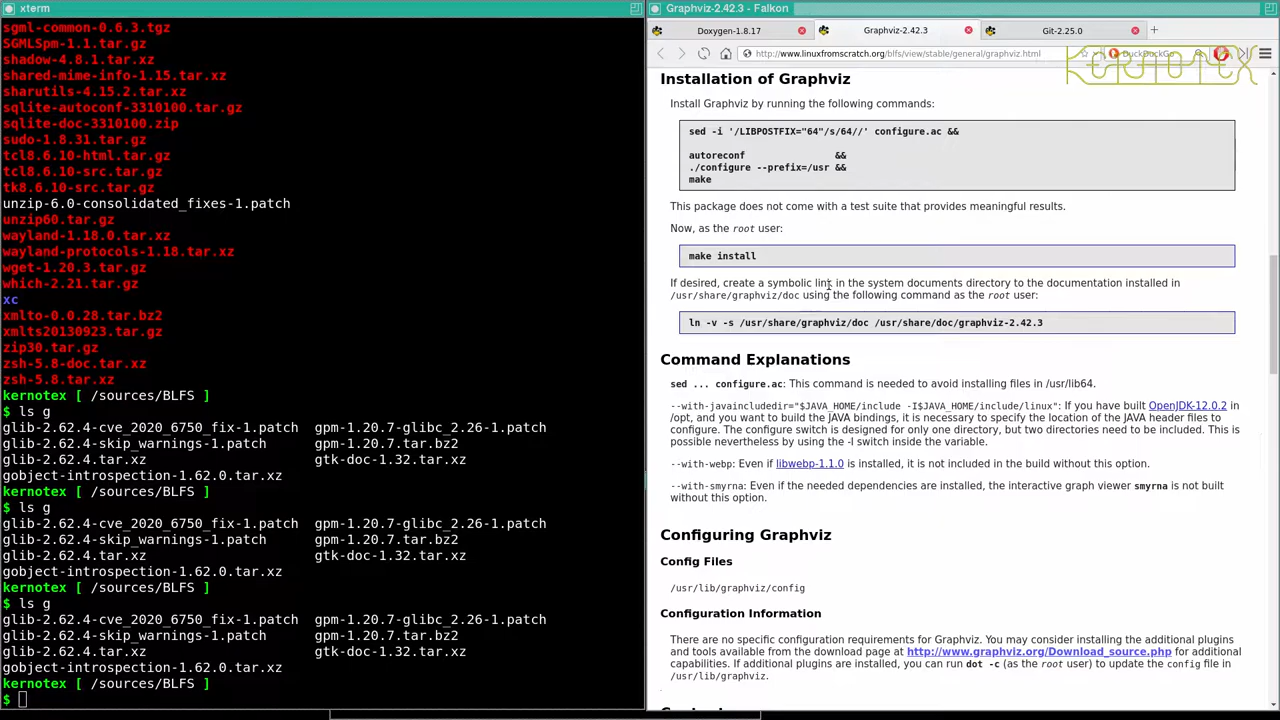 xterm
sgml-common-0.6.3.tgz
SGMLSpm-1.1.tar.gz
shadow-4.8.1.tar.xz
shared-mime-info-1.15.tar.xz
sharutils-4.15.2.tar.xz
sqlite-autoconf-3310100.tar.gz
sqlite-doc-3310100.zip
sudo-1.8.31.tar.gz
tcl8.6.10-html.tar.gz
tcl8.6.10-src.tar.gz
tk8.6.10-src.tar.gz
unzip-6.0-consolidated_fixes-1.patch
unzip60.tar.gz
wayland-1.18.0.tar.xz
wayland-protocols-1.18.tar.xz
wget-1.20.3.tar.gz
which-2.21.tar.gz
xc
xmlto-0.0.28.tar.bz2
xmlts20130923.tar.gz
zip30.tar.gz
zsh-5.8-doc.tar.xz
zsh-5.8.tar.xz
kernotex [ /sources/BLFS ]
$ ls g
glib-2.62.4-cve_2020_6750_fix-1.patch gpm-1.20.7-glibc_2.26-1.patch
glib-2.62.4-skip_warnings-1.patch gpm-1.20.7.tar.bz2
glib-2.62.4.tar.xz gtk-doc-1.32.tar.xz
gobject-introspection-1.62.0.tar.xz
kernotex [ /sources/BLFS ]
$ ls g
glib-2.62.4-cve_2020_6750_fix-1.patch gpm-1.20.7-glibc_2.26-1.patch
glib-2.62.4-skip_warnings-1.patch gpm-1.20.7.tar.bz2
glib-2.62.4.tar.xz gtk-doc-1.32.tar.xz
gobject-introspection-1.62.0.tar.xz
kernotex [ /sources/BLFS ]
$ ls g
glib-2.62.4-cve_2020_6750_fix-1.patch gpm-1.20.7-glibc_2.26-1.patch
glib-2.62.4-skip_warnings-1.patch gpm-1.20.7.tar.bz2
glib-2.62.4.tar.xz gtk-doc-1.32.tar.xz
gobject-introspection-1.62.0.tar.xz
kernotex [ /sources/BLFS ]
$
Graphviz-2.42.3 - Falkon
Doxygen-1.8.17 Graphviz-2.42.3 Git-2.25.0
http://www.linuxfromscratch.org/blfs/view/stable/general/graphviz.html DuckDuckGo
KERNOTEX
Installation of Graphviz
Install Graphviz by running the following commands:
sed -i '/LIBPOSTFIX="64"/s/64//' configure.ac &&
autoreconf &&
./configure --prefix=/usr &&
make
This package does not come with a test suite that provides meaningful results.
Now, as the root user:
make install
If desired, create a symbolic link in the system documents directory to the documentation installed in
/usr/share/graphviz/doc using the following command as the root user:
ln -v -s /usr/share/graphviz/doc /usr/share/doc/graphviz-2.42.3
Command Explanations
sed ... configure.ac: This command is needed to avoid installing files in /usr/lib64.
--with-javaincludedir="$JAVA_HOME/include -I$JAVA_HOME/include/linux": If you have built OpenJDK-12.0.2 in
/opt, and you want to build the JAVA bindings, it is necessary to specify the location of the JAVA header files to
configure. The configure switch is designed for only one directory, but two directories need to be included. This is
possible nevertheless by using the -I switch inside the variable.
--with-webp: Even if libwebp-1.1.0 is installed, it is not included in the build without this option.
--with-smyrna: Even if the needed dependencies are installed, the interactive graph viewer smyrna is not built
without this option.
Configuring Graphviz
Config Files
/usr/lib/graphviz/config
Configuration Information
There are no specific configuration requirements for Graphviz. You may consider installing the additional plugins
and tools available from the download page at http://www.graphviz.org/Download_source.php for additional
capabilities. If additional plugins are installed, you can run dot -c (as the root user) to update the config file in
/usr/lib/graphviz.